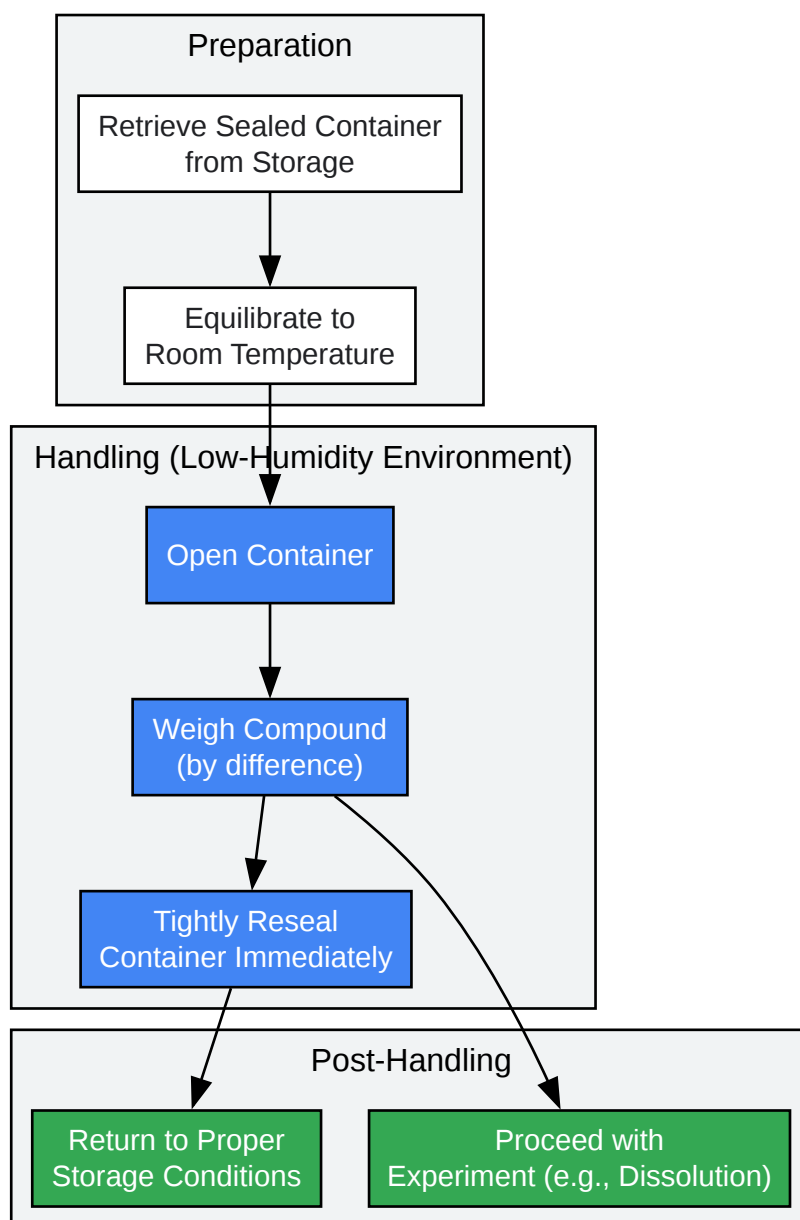 Preparation
Retrieve Sealed Container
from Storage
Equilibrate to
Room Temperature
Handling (Low-Humidity Environment)
Open Container
Weigh Compound
(by difference)
Tightly Reseal
Container Immediately
Post-Handling
Return to Proper
Storage Conditions
Proceed with
Experiment (e.g., Dissolution)